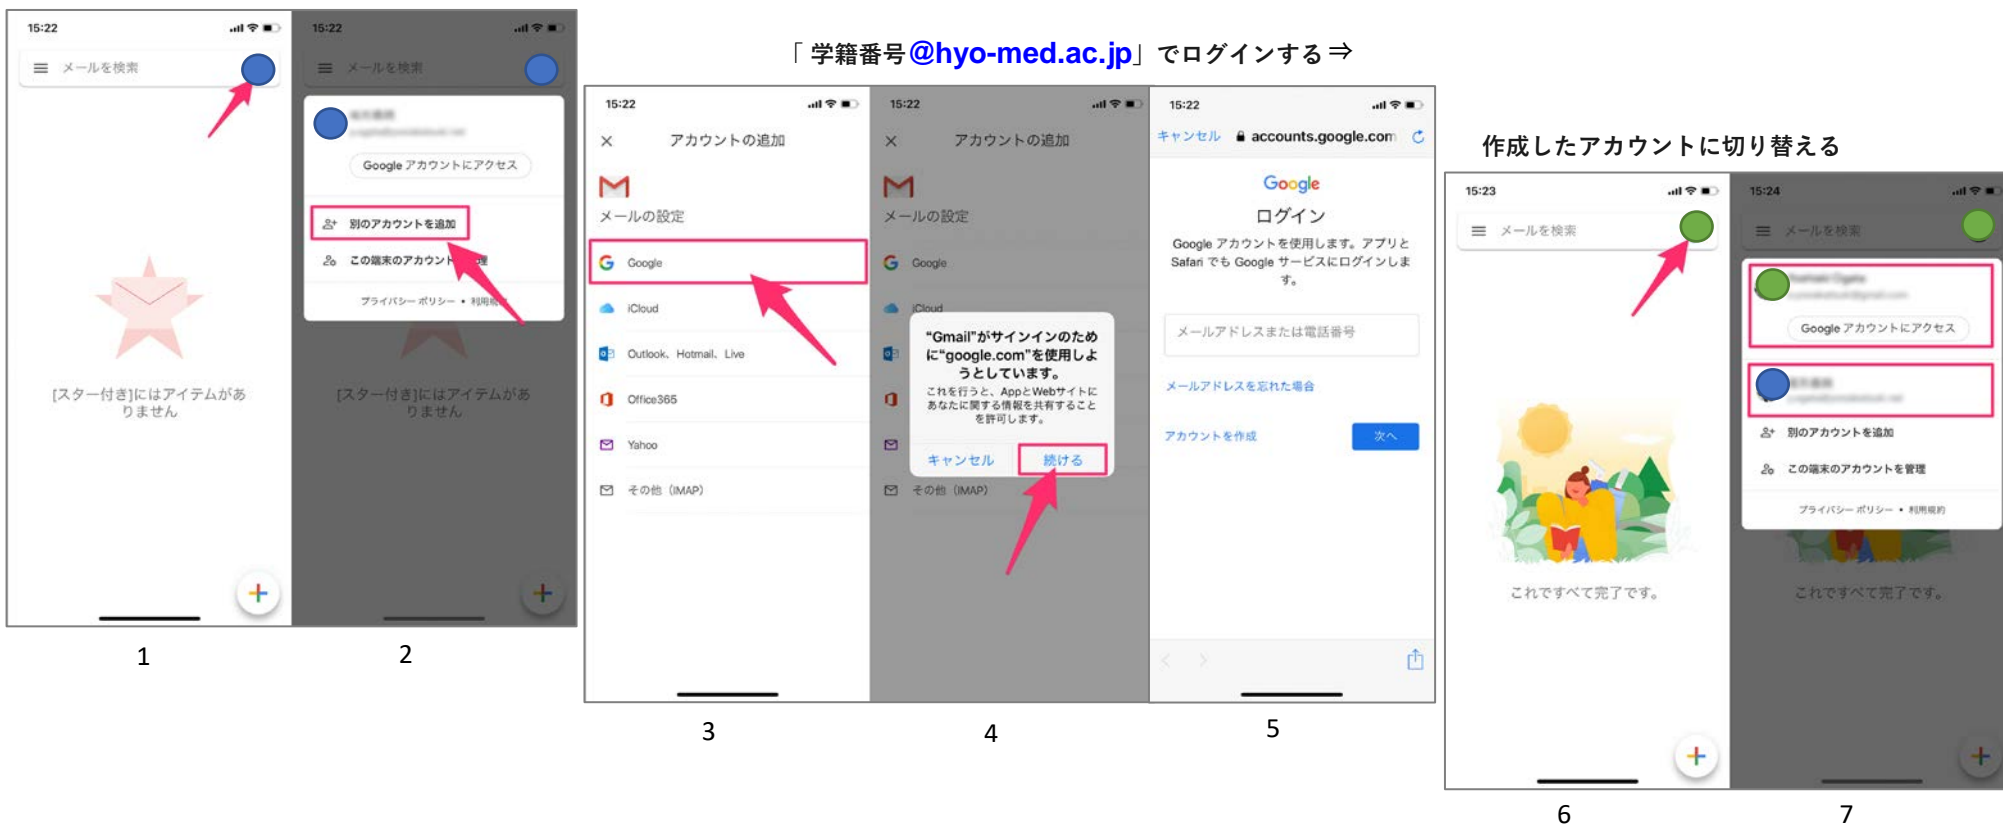 「 学籍番号@hyo-med.ac.jp」でログインする⇒
作成したアカウントに切り替える
15:22
メールを検索
[スター付き]にはアイテムがあ
りません
1
15:22
メールを検索
Google アカウントにアクセス
別のアカウントを追加
この端末のアカウント
理
プライバシー ポリシー • 利用規
[スター付き]にはアイテムがあ
りません
2
15:22
アカウントの追加
メールの設定
Google
iCloud
Outlook、Hotmail、Live
Office365
Yahoo
その他（IMAP）
3
15:22
アカウントの追加
メールの設定
Google
iCloud
“Gmail”がサインインのため
に“google.com”を使用しよ
うとしています。
これを行うと、AppとWebサイトに
あなたに関する情報を共有すること
を許可します。
キャンセル 続ける
その他（IMAP）
4
15:22
キャンセル accounts.google.com
Google
ログイン
Google アカウントを使用します。アプリと
Safari でも Google サービスにログインしま
す。
メールアドレスまたは電話番号
メールアドレスを忘れた場合
アカウントを作成 次へ
5
15:23
メールを検索
これですべて完了です。
6
15:24
メールを検索
Google アカウントにアクセス
別のアカウントを追加
この端末のアカウントを管理
プライバシー ポリシー • 利用規約
これですべて完了です。
7